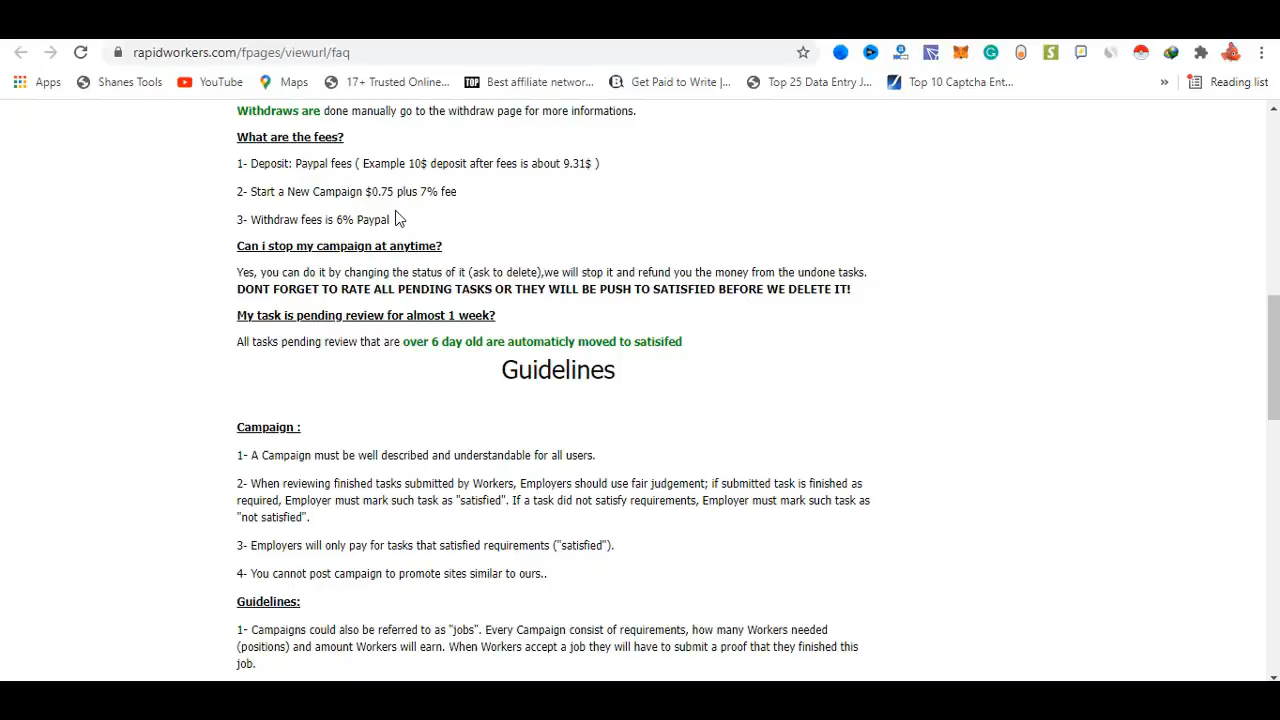 rapidworkers.com/fpages/viewurl/faq
Apps Shanes Tools YouTube Maps 17+ Trusted Onlin... TOP Best affiliate networ... Get Paid to Write |... Top 25 Data Entry J... Top 10 Captcha Ent... » Reading list
Withdraws are done manually go to the withdraw page for more informations.
What are the fees?
1- Deposit: Paypal fees ( Example 10$ deposit after fees is about 9.31$ )
2- Start a New Campaign $0.75 plus 7% fee
3- Withdraw fees is 6% Paypal
Can i stop my campaign at anytime?
Yes, you can do it by changing the status of it (ask to delete),we will stop it and refund you the money from the undone tasks.
DONT FORGET TO RATE ALL PENDING TASKS OR THEY WILL BE PUSH TO SATISFIED BEFORE WE DELETE IT!
My task is pending review for almost 1 week?
All tasks pending review that are over 6 day old are automaticly moved to satisifed
Guidelines
Campaign :
1- A Campaign must be well described and understandable for all users.
2- When reviewing finished tasks submitted by Workers, Employers should use fair judgement; if submitted task is finished as
required, Employer must mark such task as "satisfied". If a task did not satisfy requirements, Employer must mark such task as
"not satisfied".
3- Employers will only pay for tasks that satisfied requirements ("satisfied").
4- You cannot post campaign to promote sites similar to ours..
Guidelines:
1- Campaigns could also be referred to as "jobs". Every Campaign consist of requirements, how many Workers needed
(positions) and amount Workers will earn. When Workers accept a job they will have to submit a proof that they finished this
job.